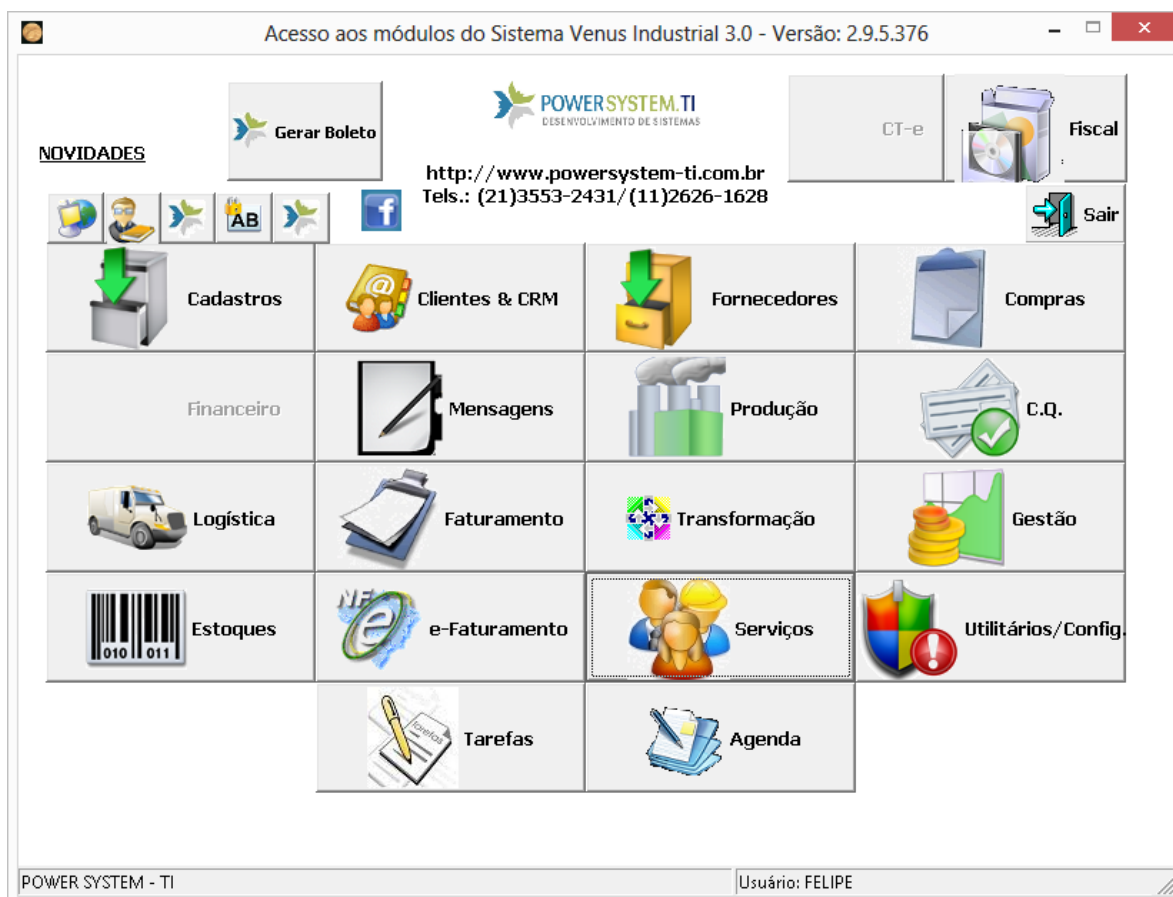 Acesso aos módulos do Sistema Venus Industrial 3.0 - Versão: 2.9.5.376
Gerar Boleto
POWERSYSTEM.TI
DESENVOLVIMENTO DE SISTEMAS
CT-e
Fiscal
NOVIDADES
http://www.powersystem-ti.com.br
Tels.: (21)3553-2431/(11)2626-1628
AB
f
Sair
Cadastros
@
Clientes & CRM
Fornecedores
Compras
Financeiro
Mensagens
Produção
C.Q.
Logística
Faturamento
Transformação
Gestão
010 011
Estoques
NF e
e-Faturamento
Serviços
!
Utilitários/Config.
Tarefas
Tarefas
Agenda
POWER SYSTEM - TI
Usuário: FELIPE